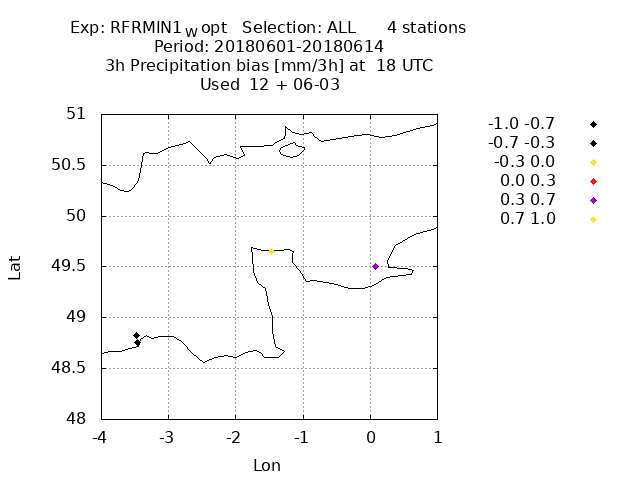 Exp: RFRMIN1 W opt   Selection: ALL      4 stations
Period: 20180601-20180614
3h Precipitation bias [mm/3h] at  18 UTC
Used  12 + 06-03
51
50.5
50
49.5
49
48.5
48
-4 -3 -2 -1 0 1
Lat
Lon
-1.0 -0.7
-0.7 -0.3
-0.3 0.0
0.0 0.3
0.3 0.7
0.7 1.0